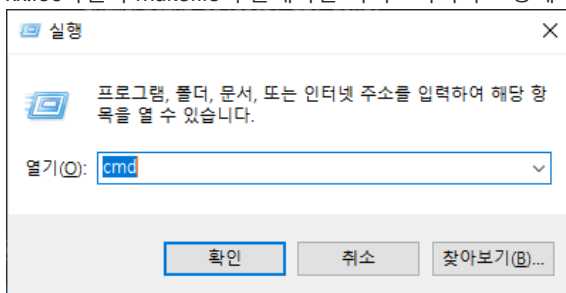 실행
프로그램, 폴더, 문서, 또는 인터넷 주소를 입력하여 해당 항
목을 열 수 있습니다.
열기(O):
cmd
확인
취소
찾아보기(B)...